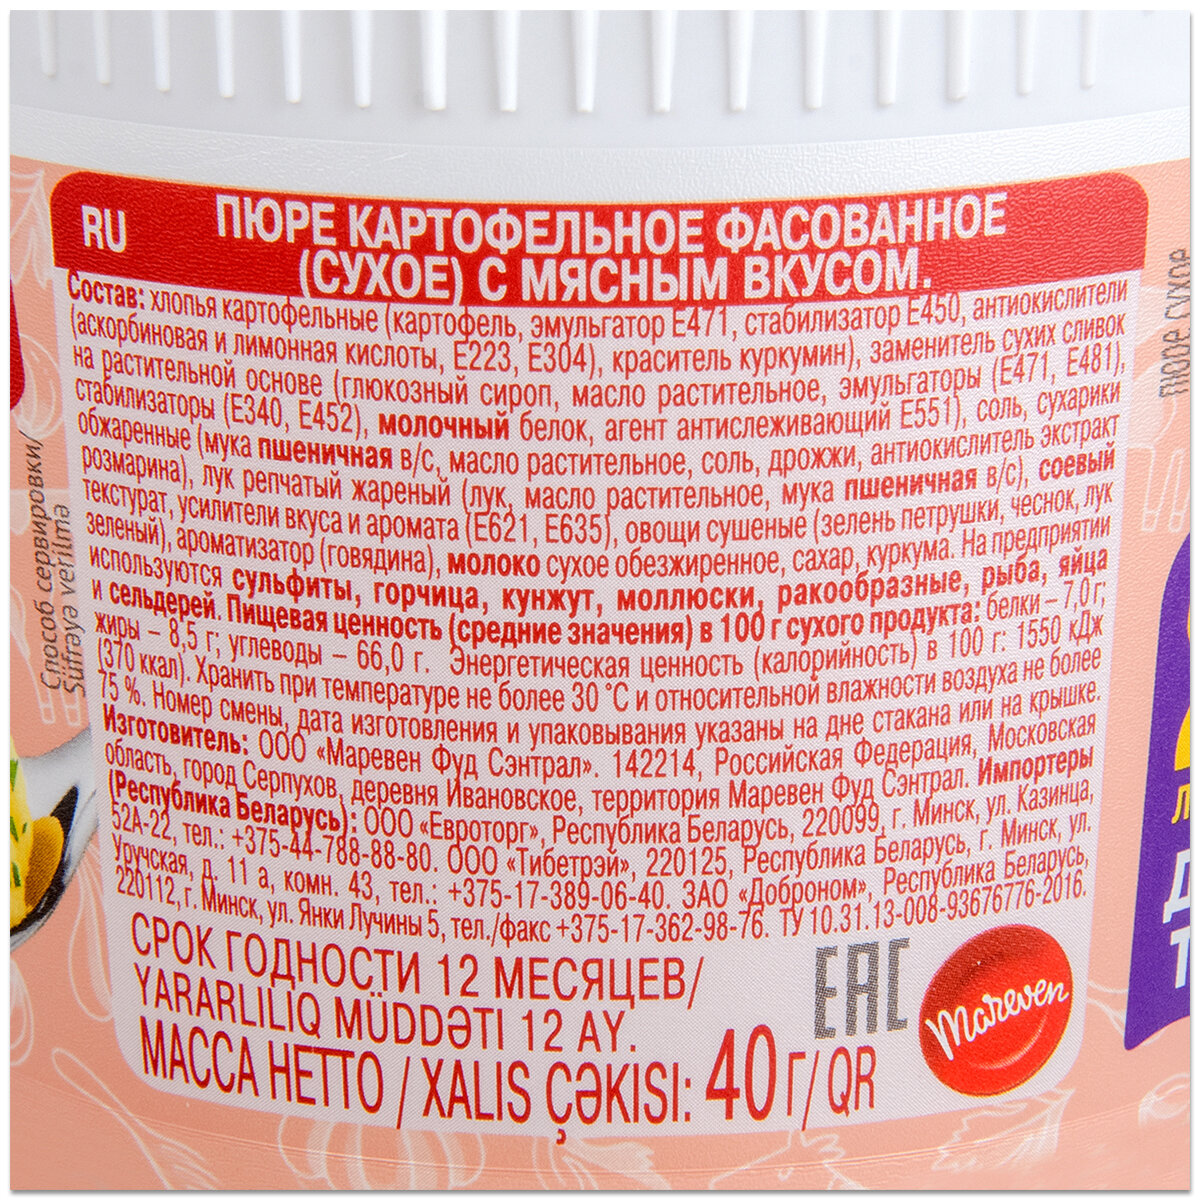 RU
ПЮРЕ КАРТОФЕЛЬНОЕ ФАСОВАННОЕ
(СУХОЕ) С МЯСНЫМ ВКУСОМ.
Состав: хлопья картофельные (картофель, эмульгатор Е471, стабилизатор Е450, антиокислители
(аскорбиновая и лимонная кислоты, Е223, Е304), краситель куркумин), заменитель сухих сливок
на растительной основе (глюкозный сироп, масло растительное, эмульгаторы (Е471, Е481),
стабилизаторы (Е340, Е452), молочный белок, агент антислеживающий Е551), соль, сухарики
обжаренные (мука пшеничная в/с, масло растительное, соль, дрожжи, антиокислитель экстракт
розмарина), лук репчатый жареный (лук, масло растительное, мука пшеничная в/с), соевый
текстурат, усилители вкуса и аромата (Е621, Е635), овощи сушеные (зелень петрушки, чеснок, лук
зеленый), ароматизатор (говядина), молоко сухое обезжиренное, сахар, куркума. На предприятии
используются сульфиты, горчица, кунжут, моллюски, ракообразные, рыба, яйца
и сельдерей. Пищевая ценность (средние значения) в 100 г сухого продукта: белки – 7,0 г;
жиры – 8,5 г; углеводы – 66,0 г. Энергетическая ценность (калорийность) в 100 г: 1550 кДж
(370 ккал). Хранить при температуре не более 30 °С и относительной влажности воздуха не более
75 %. Номер смены, дата изготовления и упаковывания указаны на дне стакана или на крышке.
Изготовитель: ООО «Маревен Фуд Сэнтрал». 142214, Российская Федерация, Московская
область, город Серпухов, деревня Ивановское, территория Маревен Фуд Сэнтрал. Импортеры
(Республика Беларусь): ООО «Евроторг», Республика Беларусь, 220099, г. Минск, ул. Казинца,
52А-22, тел.: +375-44-788-88-80. ООО «Тибетрэй», 220125, Республика Беларусь, г. Минск, ул.
Уручская, д. 11 а, комн. 43, тел.: +375-17-389-06-40. ЗАО «Доброном», Республика Беларусь,
220112, г. Минск, ул. Янки Лучины 5, тел./факс +375-17-362-98-76. ТУ 10.31.13-008-93676776-2016.
СРОК ГОДНОСТИ 12 МЕСЯЦЕВ/
YARARLILIQ MÜDDƏTI 12 AY.
МАССА НЕТТО / XALIS ÇƏKISI: 40 Г/ QR
EAC
Mareven
Способ сервировки/
Süfrəyə verilmə
ПЮРЕ СУХОЕ